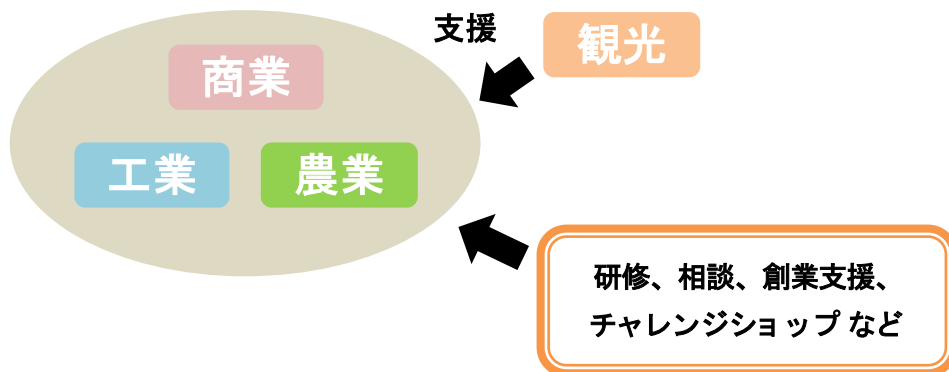 支援
観光
商業
工業
農業
研修、相談、創業支援、
チャレンジショップ など